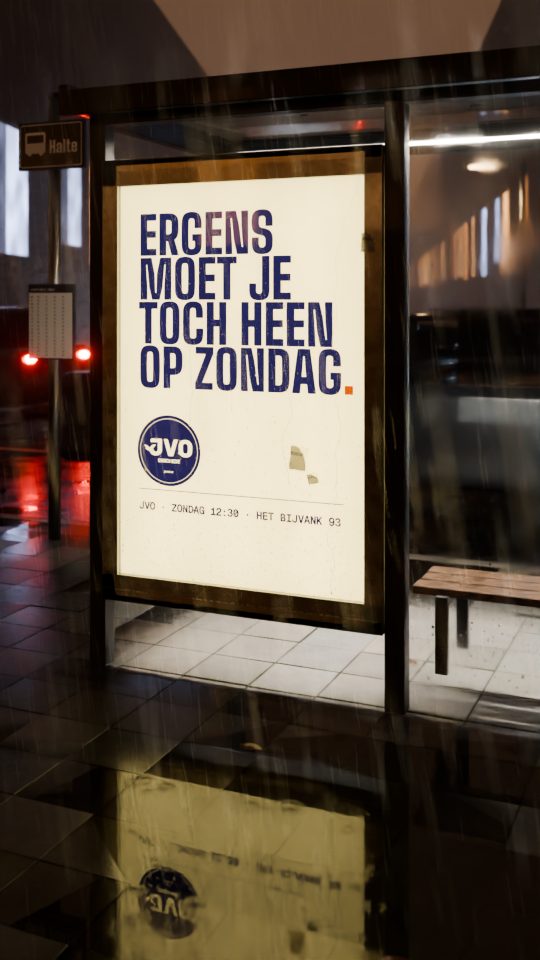 Halte
ERGENS
MOET JE
TOCH HEEN
OP ZONDAG.
JVO
JVO · ZONDAG 12:30 · HET BIJVANK 93